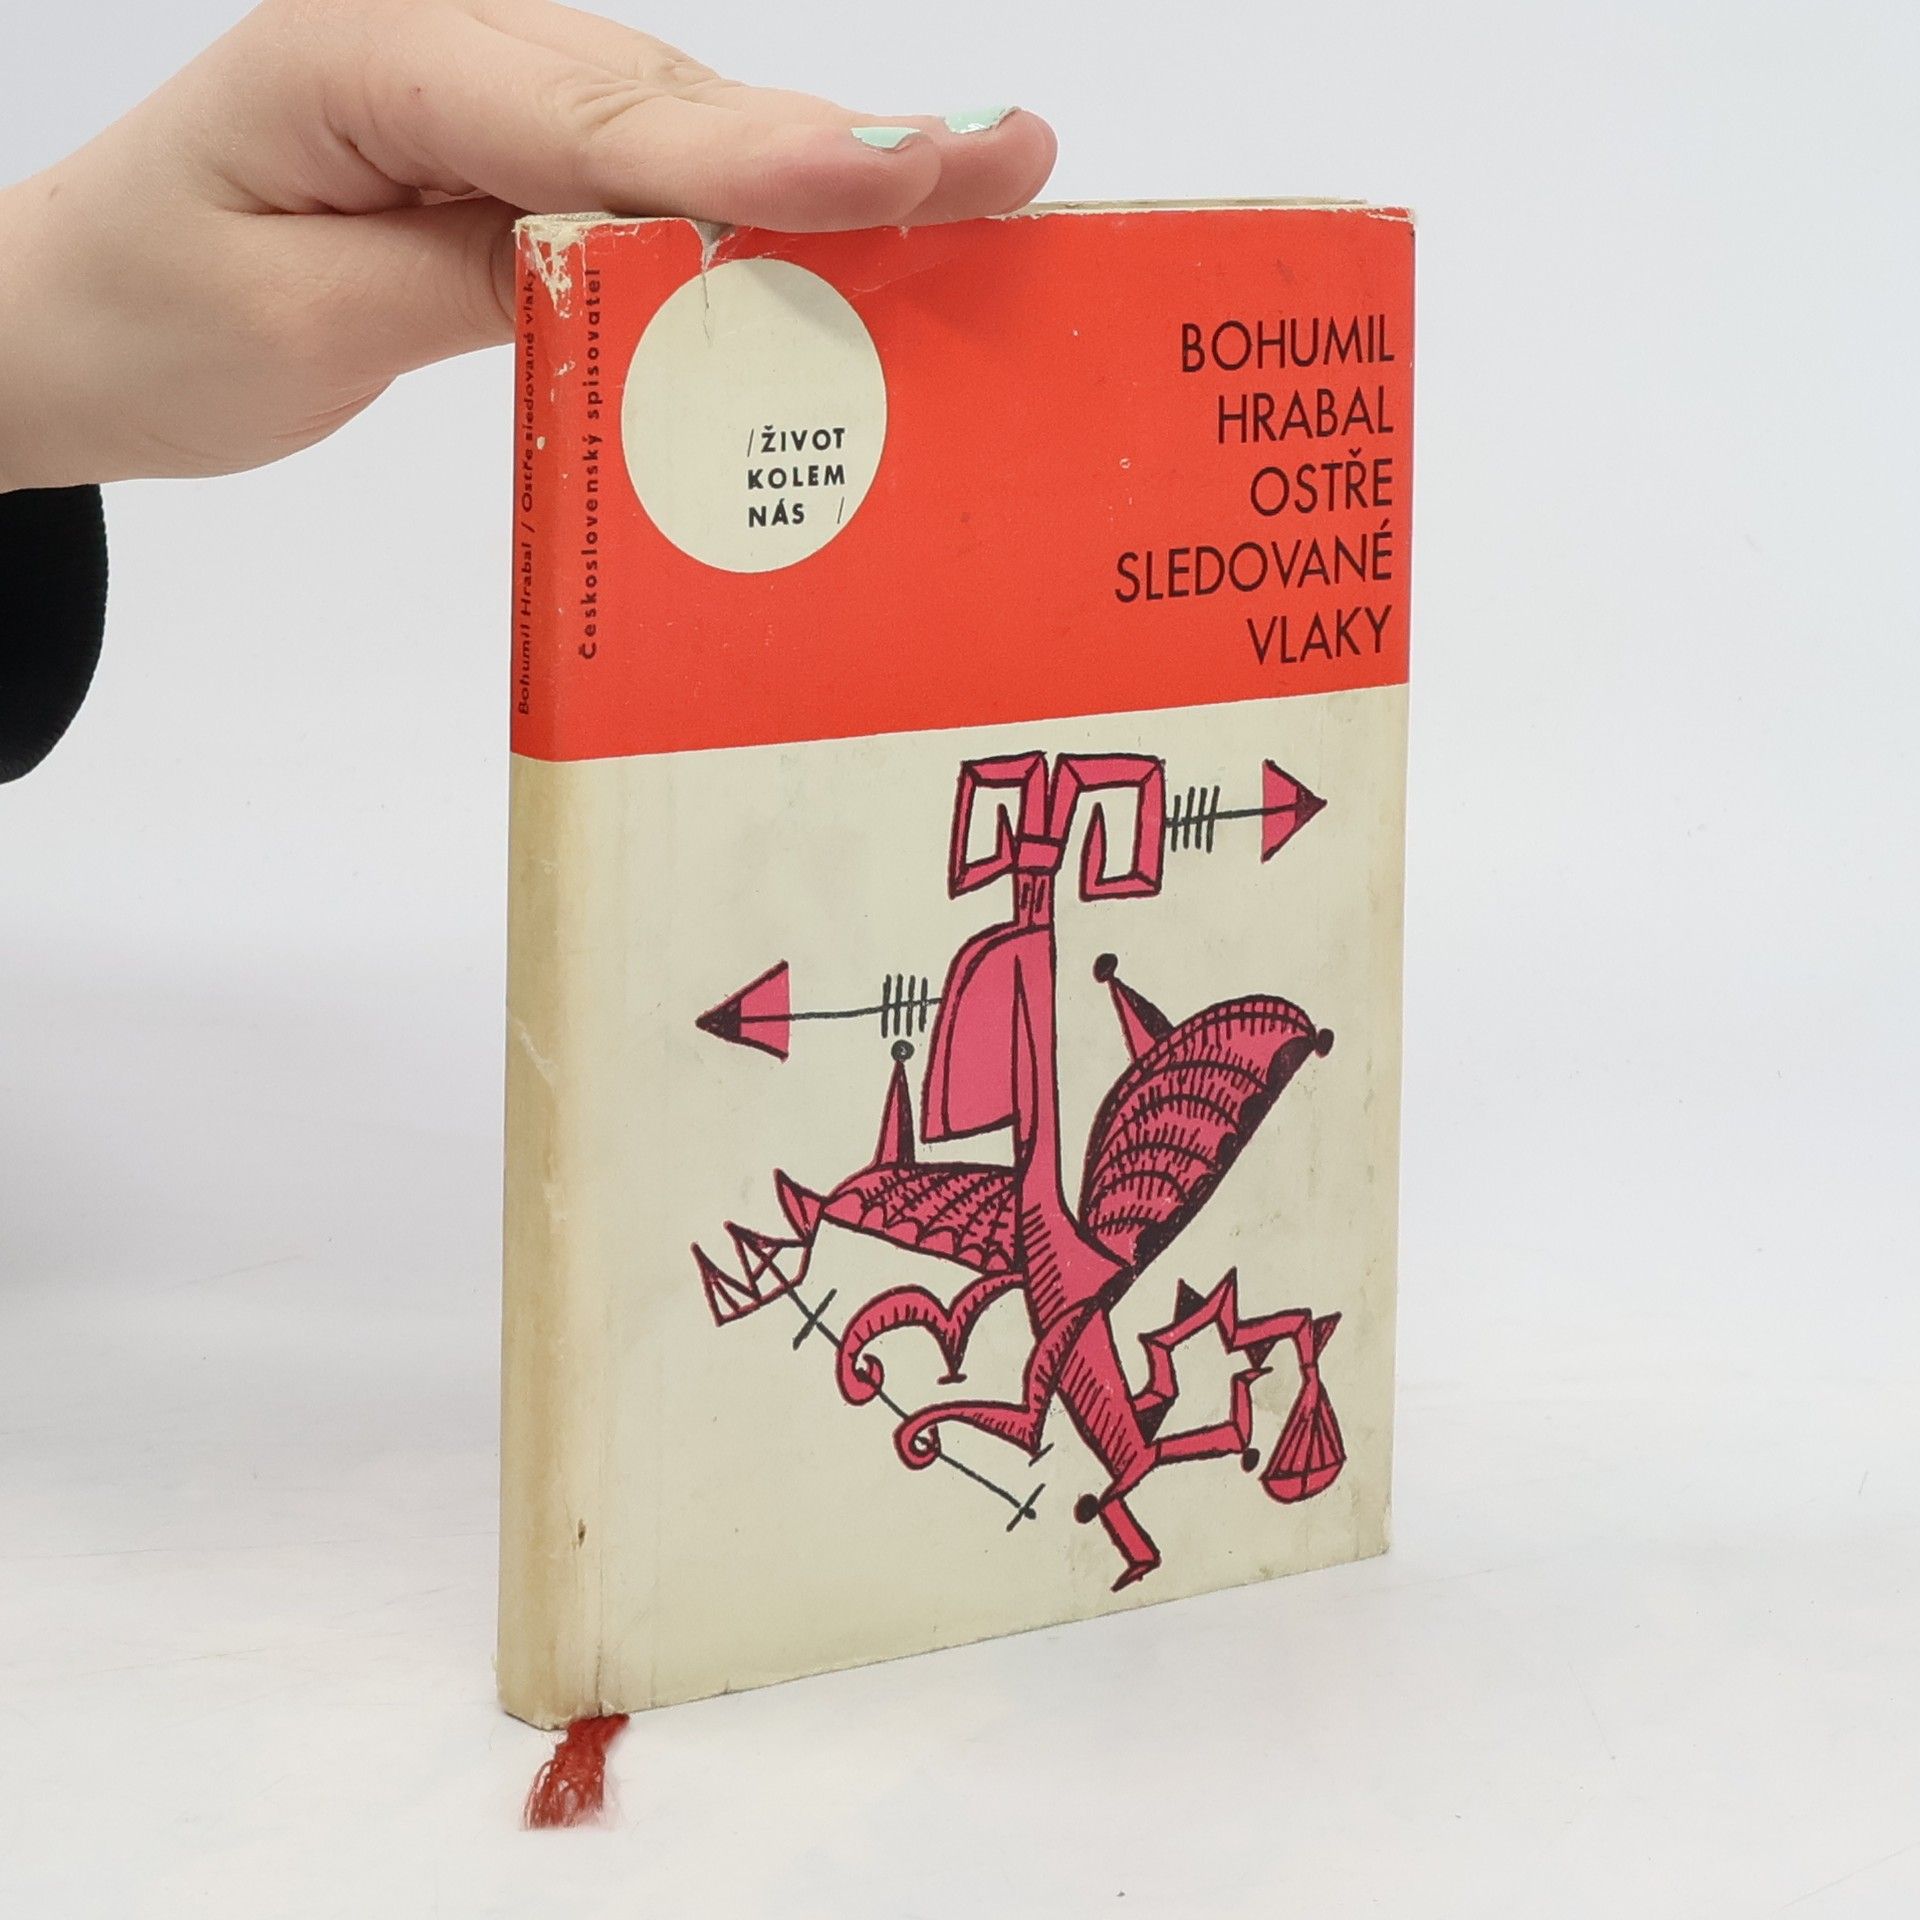 Bohumil Hrabal / Ostře sledované vlaky
Československý spisovatel
/ŽIVOT
KOLEM
NÁS /
BOHUMIL
HRABAL
OSTŘE
SLEDOVANÉ
VLAKY